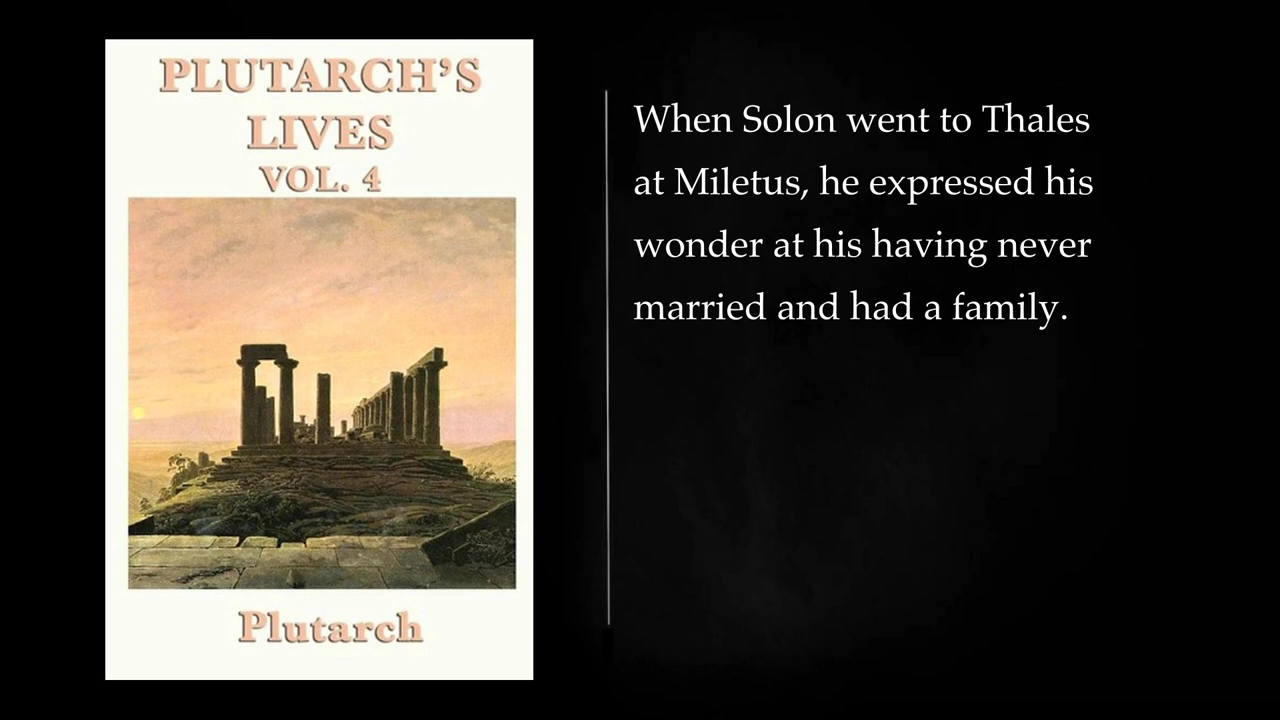 PLUTARCH'S
LIVES
VOL. 4
Plutarch
When Solon went to Thales
at Miletus, he expressed his
wonder at his having never
married and had a family.